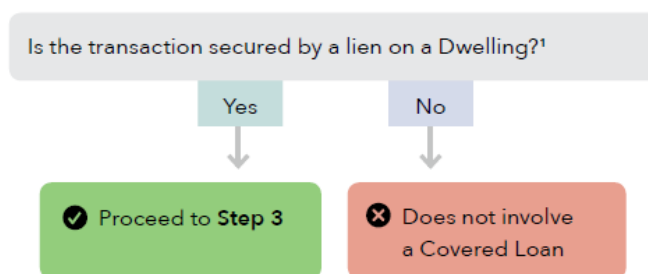 Is the transaction secured by a lien on a Dwelling?¹
Yes
No
Proceed to Step 3
Does not involve
a Covered Loan